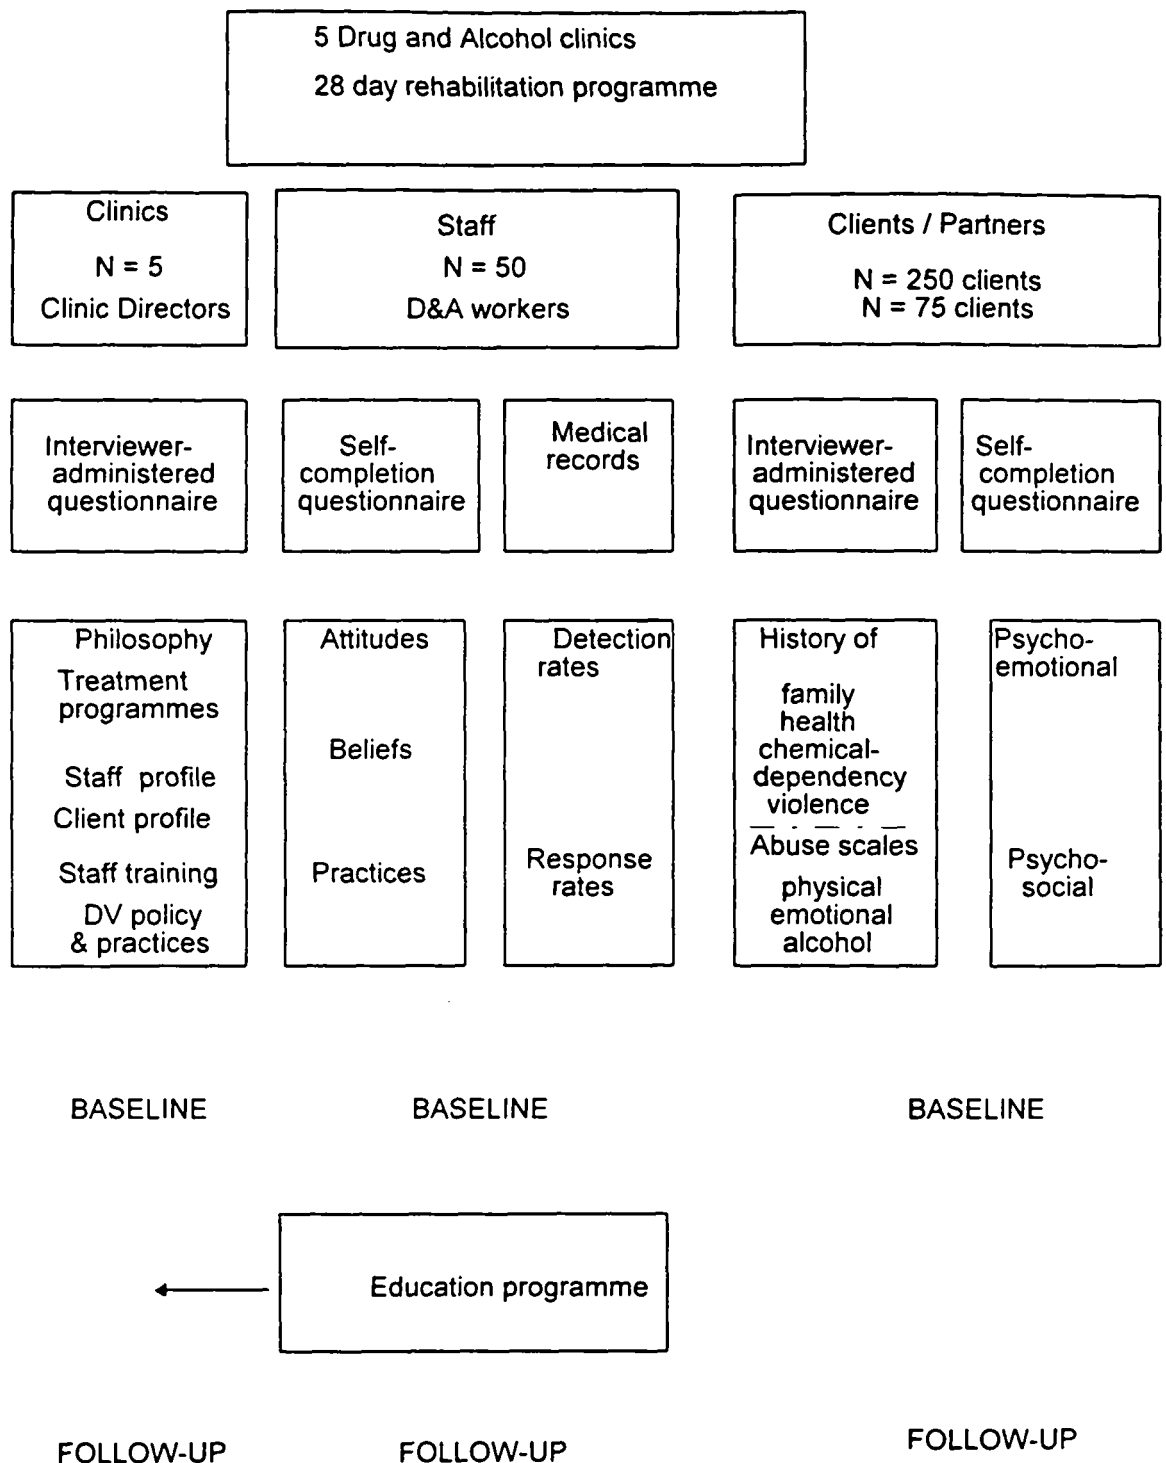 5 Drug and Alcohol clinics
28 day rehabilitation programme
Clinics
N = 5
Clinic Directors
Staff
N = 50
D&A workers
Clients / Partners
N = 250 clients
N = 75 clients
Interviewer-
administered
questionnaire
Self-
completion
questionnaire
Medical
records
Interviewer-
administered
questionnaire
Self-
completion
questionnaire
Philosophy
Treatment
programmes
Staff profile
Client profile
Staff training
DV policy
& practices
Attitudes
Beliefs
Practices
Detection
rates
Response
rates
History of
family
health
chemical-
dependency
violence
Abuse scales
physical
emotional
alcohol
Psycho-
emotional
Psycho-
social
BASELINE
BASELINE
BASELINE
Education programme
FOLLOW-UP
FOLLOW-UP
FOLLOW-UP